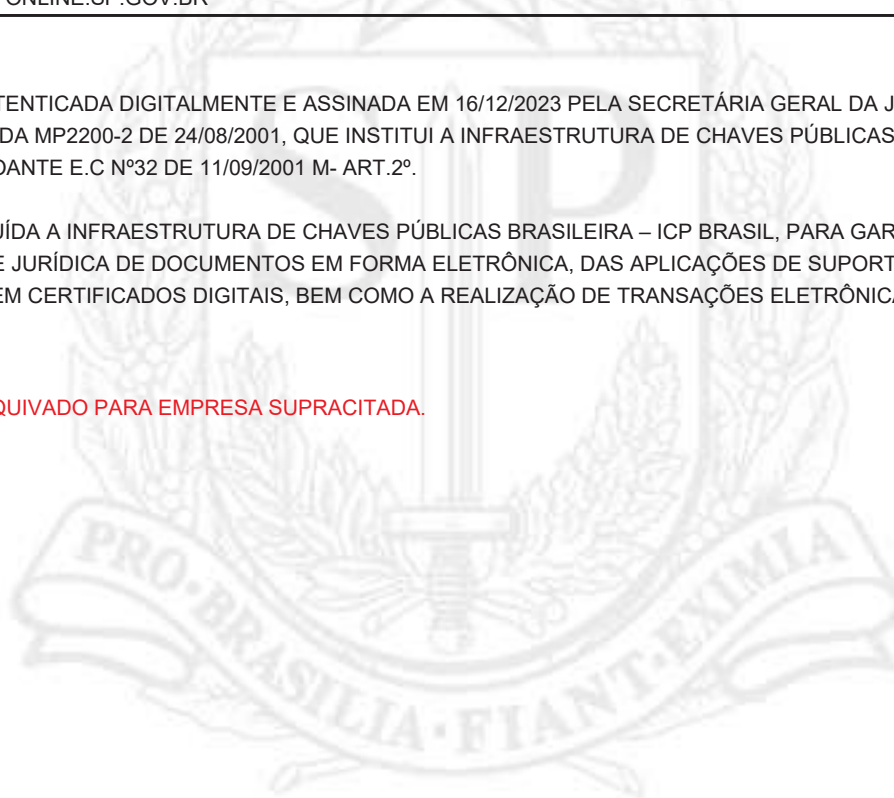 ONLINE.SP.GOV.BR
TENTICADA DIGITALMENTE E ASSINADA EM 16/12/2023 PELA SECRETÁRIA GERAL DA J
DA MP2200-2 DE 24/08/2001, QUE INSTITUI A INFRAESTRUTURA DE CHAVES PÚBLICAS
DANTE E.C Nº32 DE 11/09/2001 M- ART.2º.
UÍDA A INFRAESTRUTURA DE CHAVES PÚBLICAS BRASILEIRA – ICP BRASIL, PARA GAR
E JURÍDICA DE DOCUMENTOS EM FORMA ELETRÔNICA, DAS APLICAÇÕES DE SUPORT
EM CERTIFICADOS DIGITAIS, BEM COMO A REALIZAÇÃO DE TRANSAÇÕES ELETRÔNICA
QUIVADO PARA EMPRESA SUPRACITADA.
SP
PRO·BRASILIA·FIANT·EXIMIA